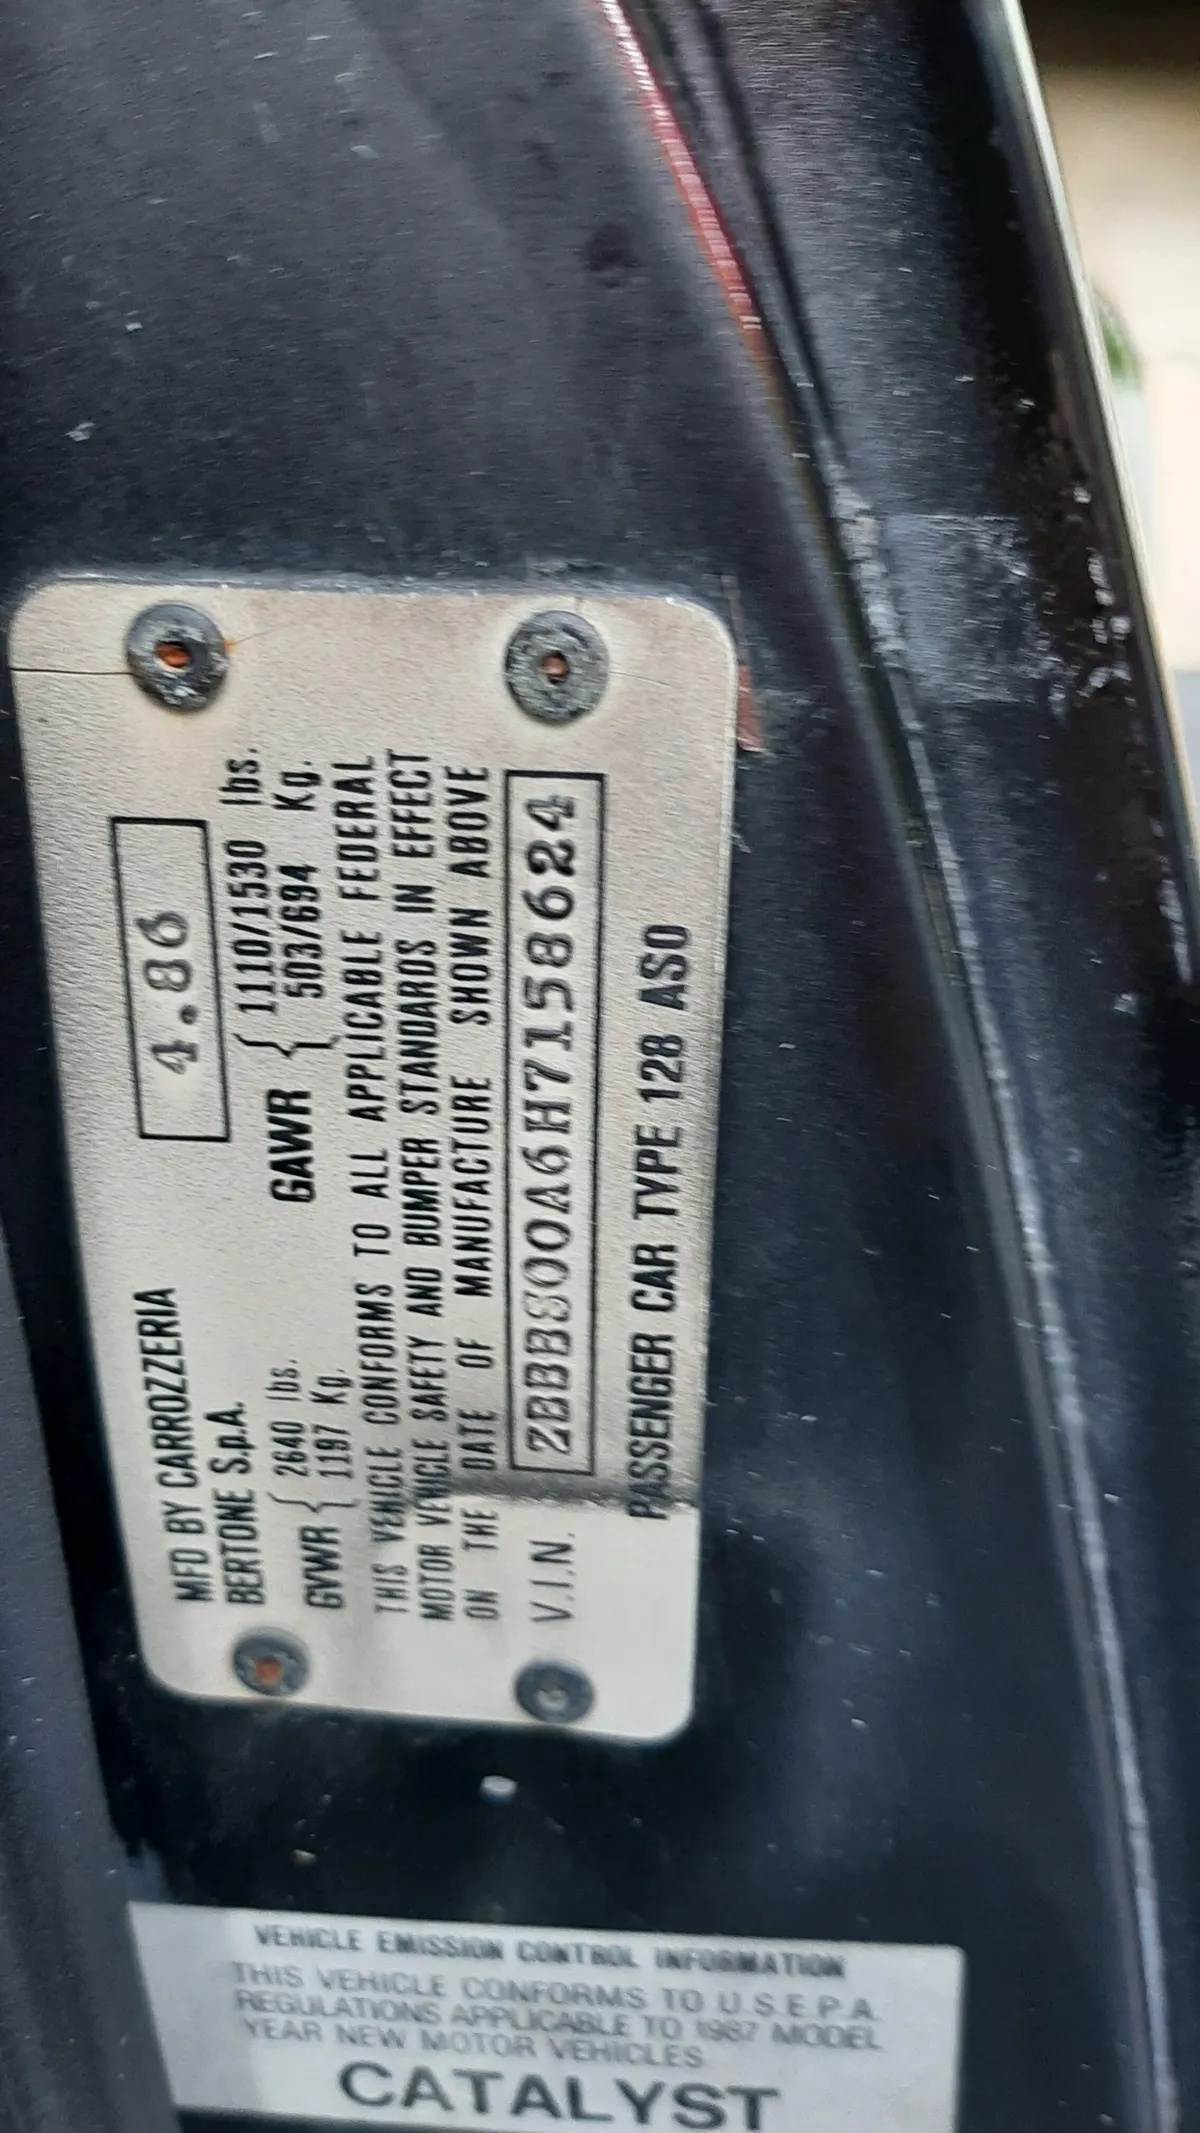 MFD BY CARROZZERIA
BERTONE S.p.A.
4.86
GVWR { 2640 lbs.
1197 Kg.
GAWR { 1110/1530 lbs.
{ 503/694 Kg.
THIS VEHICLE CONFORMS TO ALL APPLICABLE FEDERAL
MOTOR VEHICLE SAFETY AND BUMPER STANDARDS IN EFFECT
ON THE DATE OF MANUFACTURE SHOWN ABOVE
V.I.N. ZBBBS00A6H7158624
PASSENGER CAR TYPE 128 AS0
VEHICLE EMISSION CONTROL INFORMATION
THIS VEHICLE CONFORMS TO U.S.E.P.A.
REGULATIONS APPLICABLE TO 1987 MODEL
YEAR NEW MOTOR VEHICLES
CATALYST